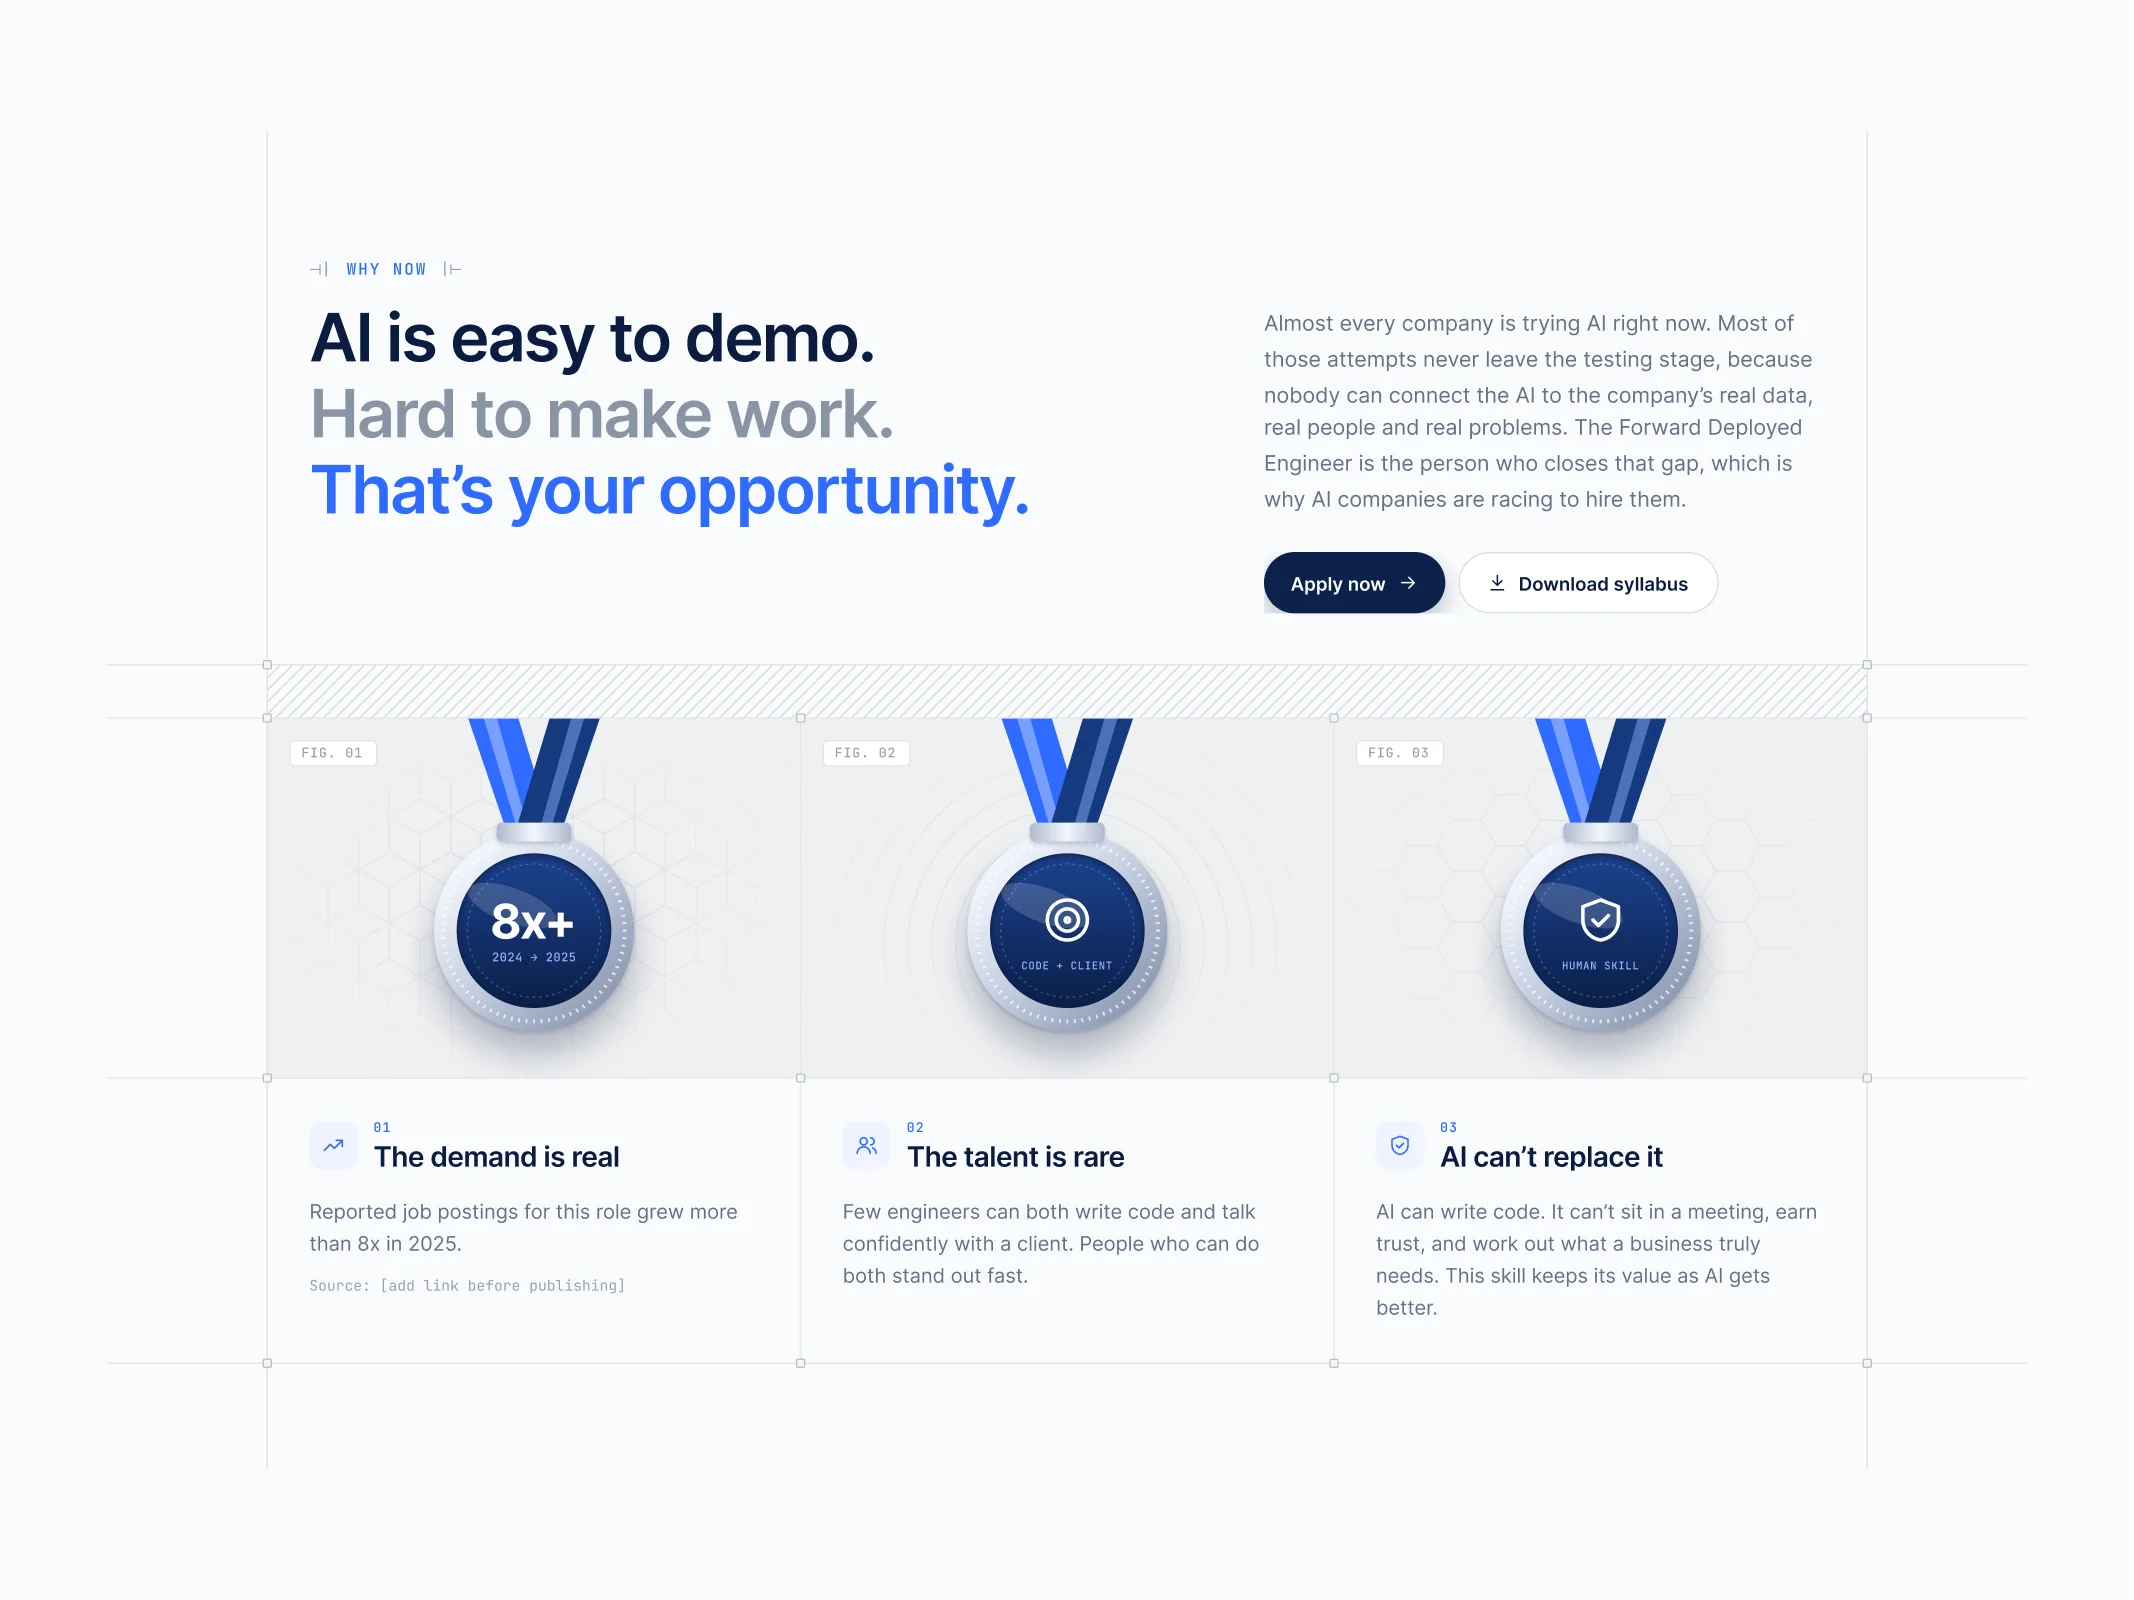 WHY NOW
AI is easy to demo.
Hard to make work.
That’s your opportunity.
Almost every company is trying AI right now. Most of
those attempts never leave the testing stage, because
nobody can connect the AI to the company’s real data,
real people and real problems. The Forward Deployed
Engineer is the person who closes that gap, which is
why AI companies are racing to hire them.
Apply now →
Download syllabus
FIG. 01
8x+
2024 → 2025
FIG. 02
CODE + CLIENT
FIG. 03
HUMAN SKILL
01
The demand is real
Reported job postings for this role grew more
than 8x in 2025.
Source: [add link before publishing]
02
The talent is rare
Few engineers can both write code and talk
confidently with a client. People who can do
both stand out fast.
03
AI can’t replace it
AI can write code. It can’t sit in a meeting, earn
trust, and work out what a business truly
needs. This skill keeps its value as AI gets
better.